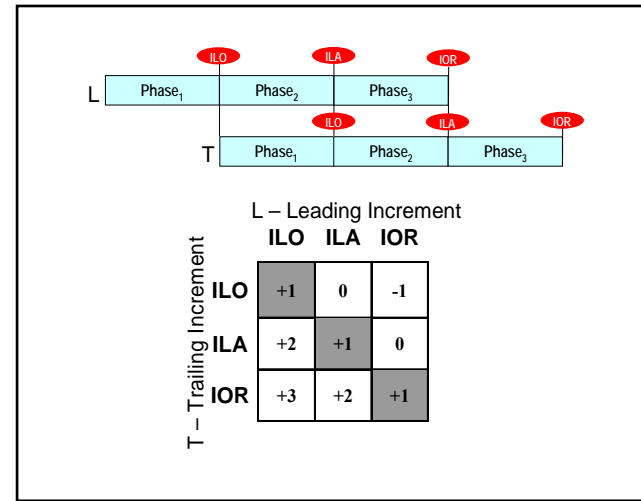 ILO ILA IOR
L Phase1 Phase2 Phase3
ILO ILA IOR
T Phase1 Phase2 Phase3
L – Leading Increment
ILO ILA IOR
T – Trailing Increment
ILO +1 0 -1
ILA +2 +1 0
IOR +3 +2 +1